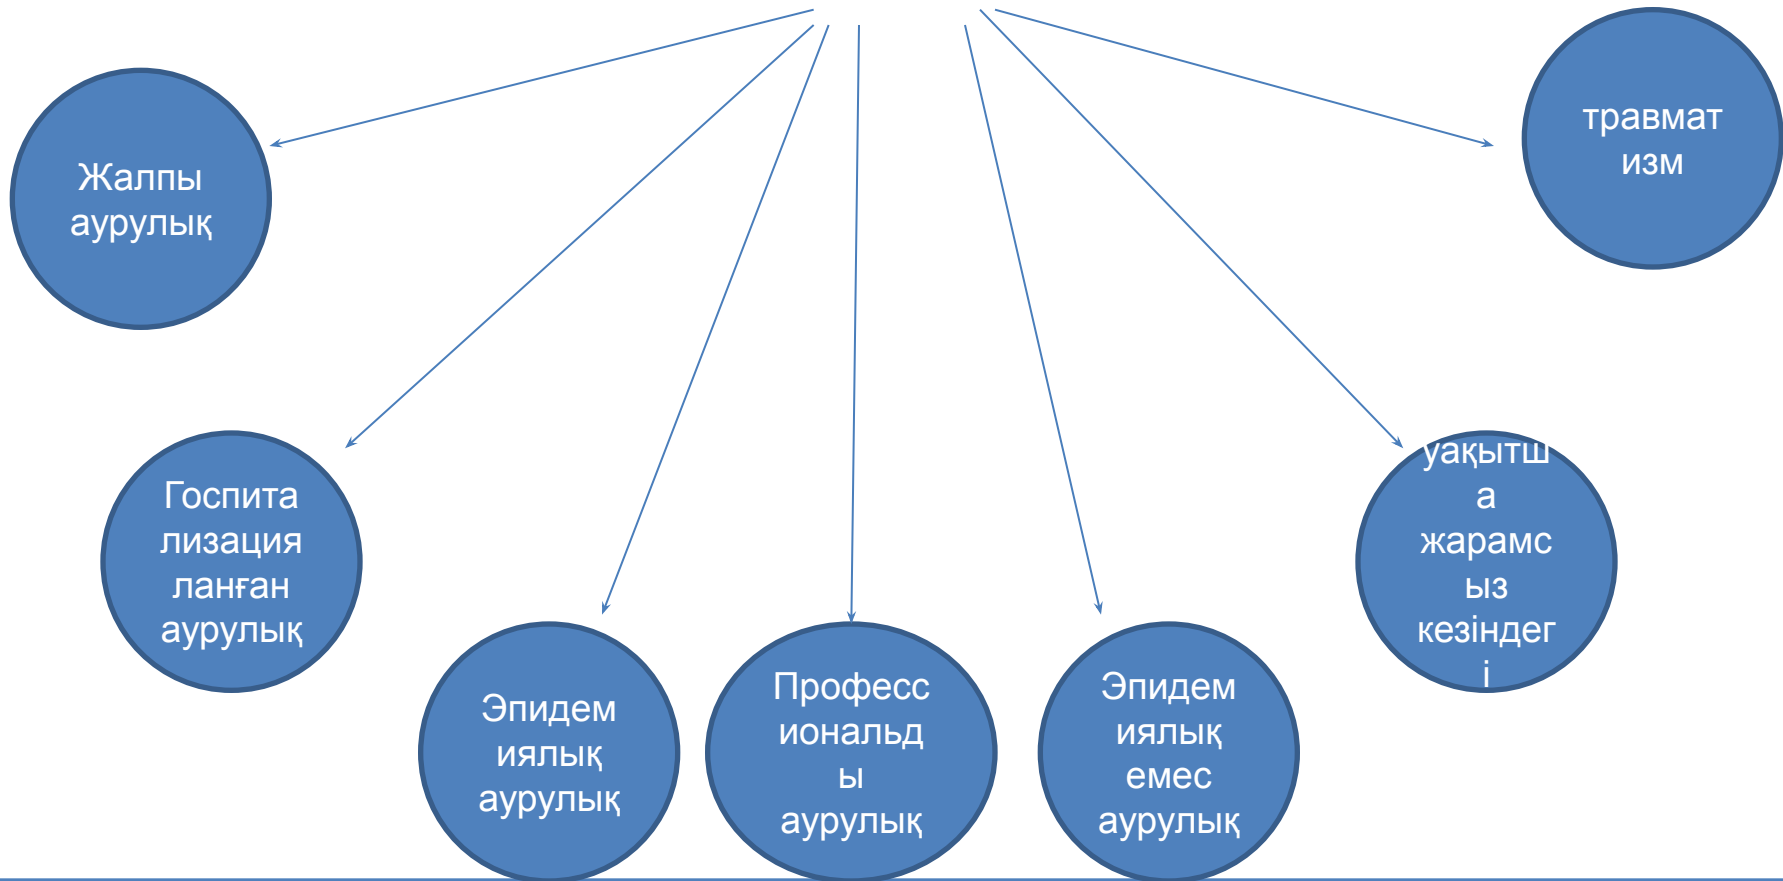 Жалпы
аурулық
травмат
изм
Госпита
лизация
ланған
аурулық
уақытш
а
жарамс
ыз
кезіндег
і
Эпидем
иялық
аурулық
Професс
иональд
ы
аурулық
Эпидем
иялық
емес
аурулық